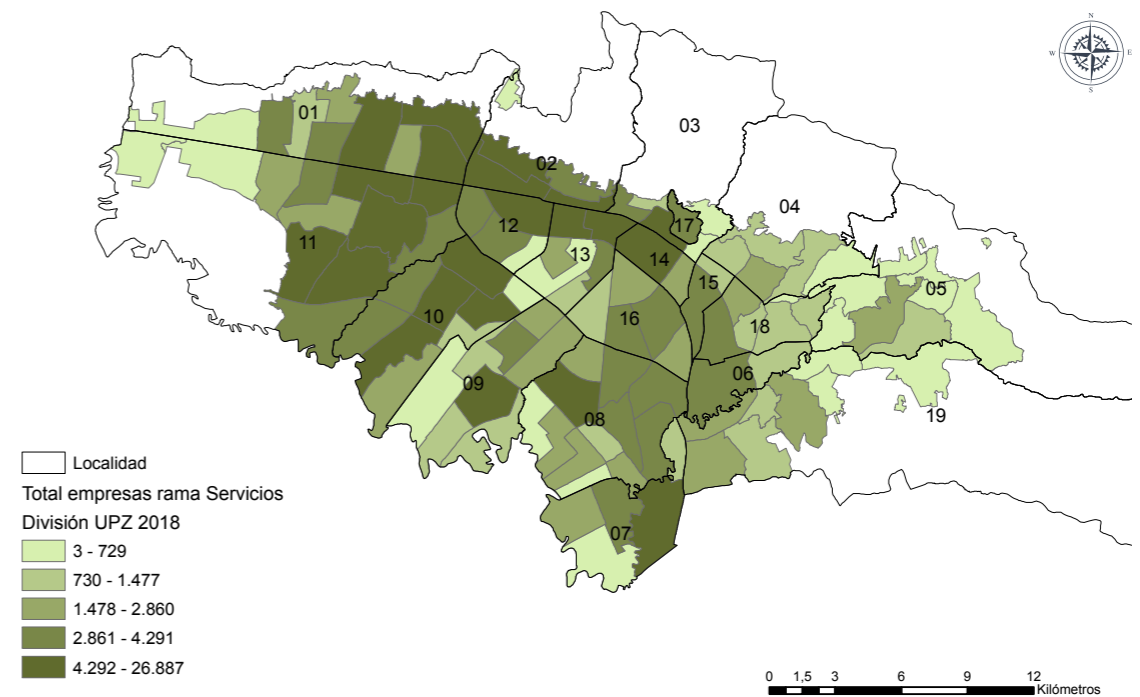 N
W E
S
03
01
02
04
17
12
11
13
14
15
05
10
16
18
09
06
08
19
07
Localidad
Total empresas rama Servicios
División UPZ 2018
3 - 729
730 - 1.477
1.478 - 2.860
2.861 - 4.291
4.292 - 26.887
0 1,5 3 6 9 12
Kilómetros